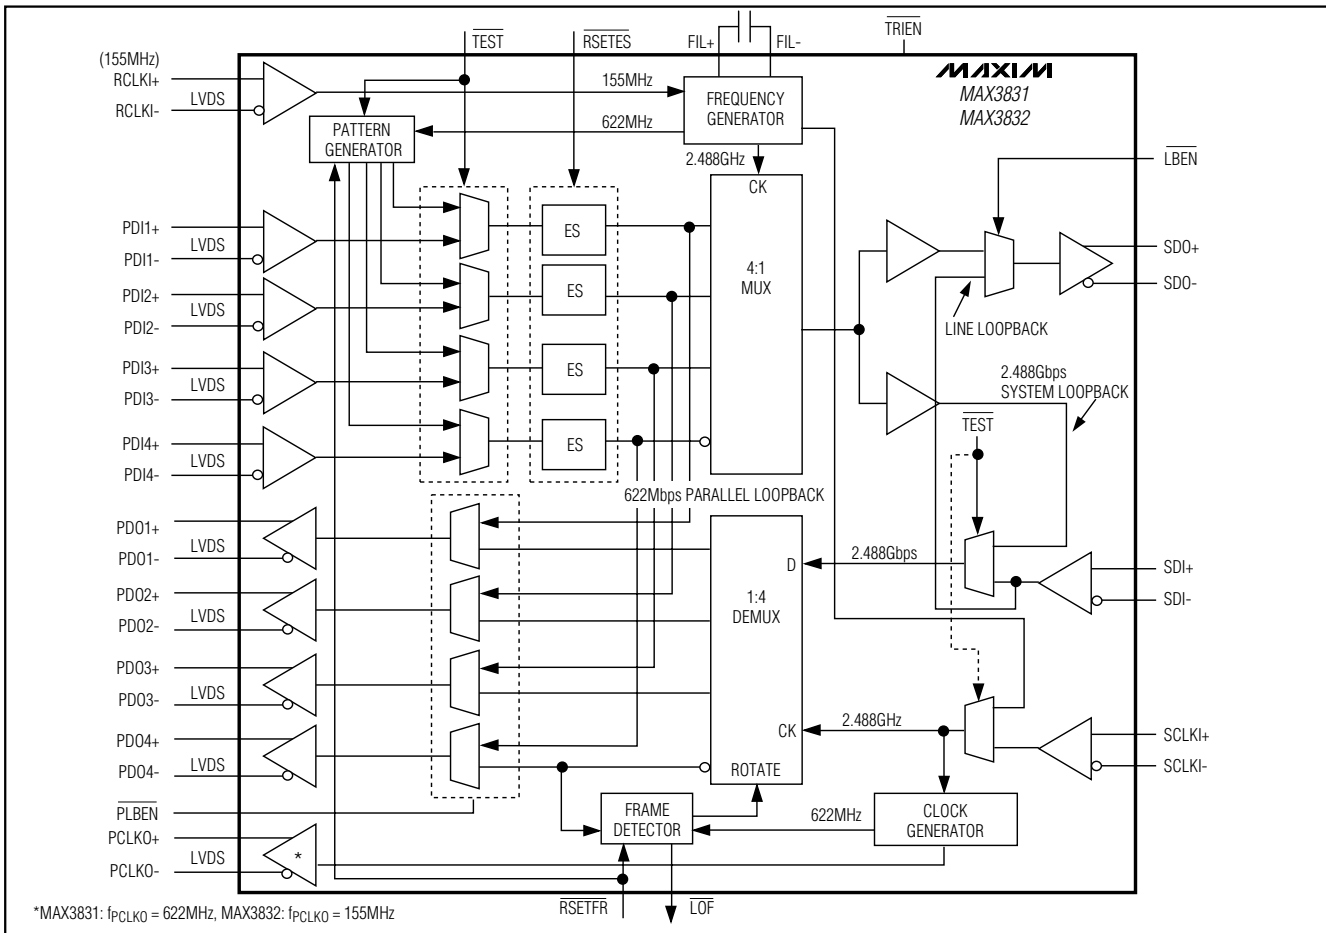 TEST
RSETES
FIL+
FIL-
TRIEN
(155MHz)
RCLKI+
LVDS
RCLKI-
155MHz
FREQUENCY
GENERATOR
MAXIM
MAX3831
MAX3832
PATTERN
GENERATOR
622MHz
2.488GHz
LBEN
CK
PDI1+
LVDS
PDI1-
ES
4:1
MUX
SDO+
SDO-
PDI2+
LVDS
PDI2-
ES
LINE LOOPBACK
PDI3+
LVDS
PDI3-
ES
2.488Gbps
SYSTEM LOOPBACK
TEST
PDI4+
LVDS
PDI4-
ES
622Mbps PARALLEL LOOPBACK
PDO1+
LVDS
PDO1-
D
2.488Gbps
SDI+
SDI-
PDO2+
LVDS
PDO2-
1:4
DEMUX
PDO3+
LVDS
PDO3-
PDO4+
LVDS
PDO4-
CK
2.488GHz
SCLKI+
SCLKI-
ROTATE
PLBEN
FRAME
DETECTOR
622MHz
CLOCK
GENERATOR
PCLKO+
LVDS
PCLKO-
*
RSETFR
LOF
*MAX3831: fPCLKO = 622MHz, MAX3832: fPCLKO = 155MHz